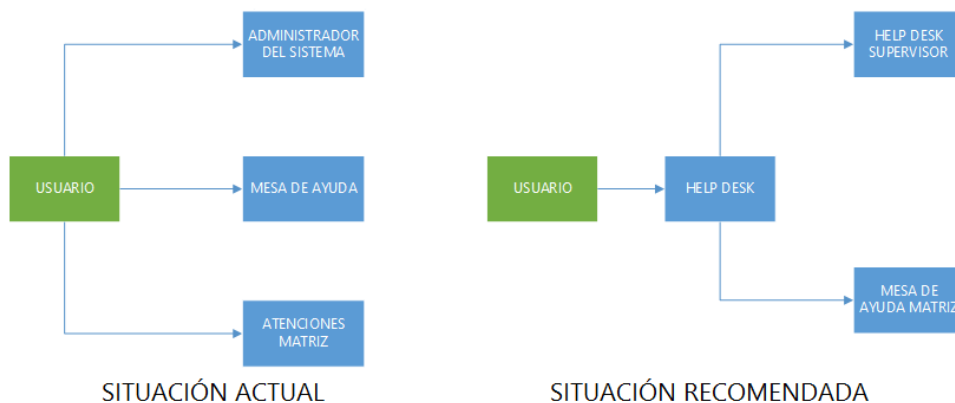 ADMINISTRADOR
DEL SISTEMA
USUARIO
MESA DE AYUDA
ATENCIONES
MATRIZ
SITUACIÓN ACTUAL
HELP DESK
SUPERVISOR
USUARIO
HELP DESK
MESA DE
AYUDA MATRIZ
SITUACIÓN RECOMENDADA